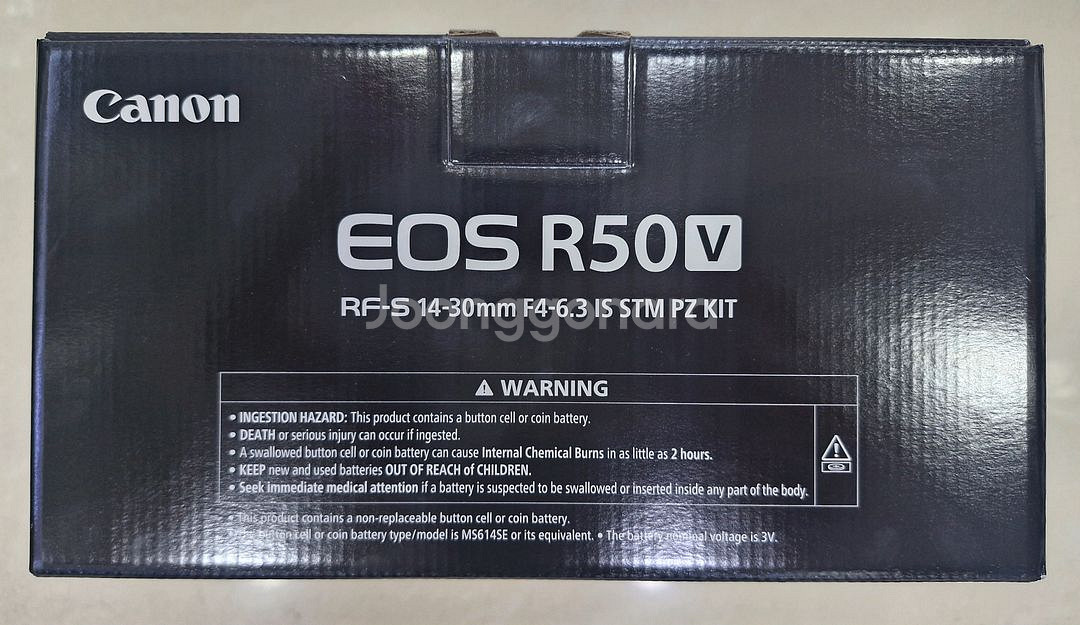 Canon
EOS R50 V
RF-S 14-30mm F4-6.3 IS STM PZ KIT
Joonggonara
⚠ WARNING
• INGESTION HAZARD: This product contains a button cell or coin battery.
• DEATH or serious injury can occur if ingested.
• A swallowed button cell or coin battery can cause Internal Chemical Burns in as little as 2 hours.
• KEEP new and used batteries OUT OF REACH of CHILDREN.
• Seek immediate medical attention if a battery is suspected to be swallowed or inserted inside any part of the body.
• This product contains a non-replaceable button cell or coin battery.
• The button cell or coin battery type/model is MS614SE or its equivalent. • The battery nominal voltage is 3V.